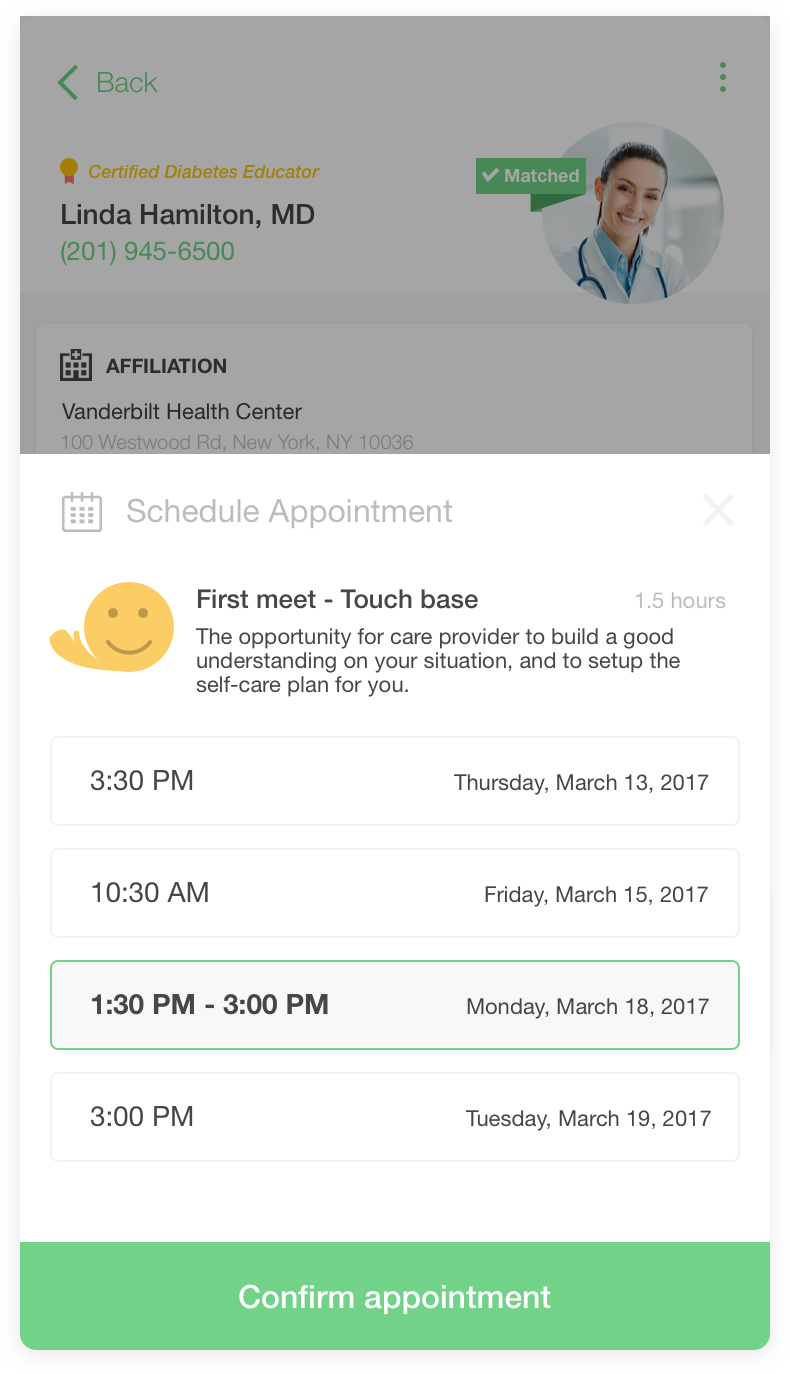 Back
Certified Diabetes Educator
Matched
Linda Hamilton, MD
(201) 945-6500
AFFILIATION
Vanderbilt Health Center
100 Westwood Rd, New York, NY 10036
Schedule Appointment
First meet - Touch base
1.5 hours
The opportunity for care provider to build a good
understanding on your situation, and to setup the
self-care plan for you.
3:30 PM
Thursday, March 13, 2017
10:30 AM
Friday, March 15, 2017
1:30 PM - 3:00 PM
Monday, March 18, 2017
3:00 PM
Tuesday, March 19, 2017
Confirm appointment